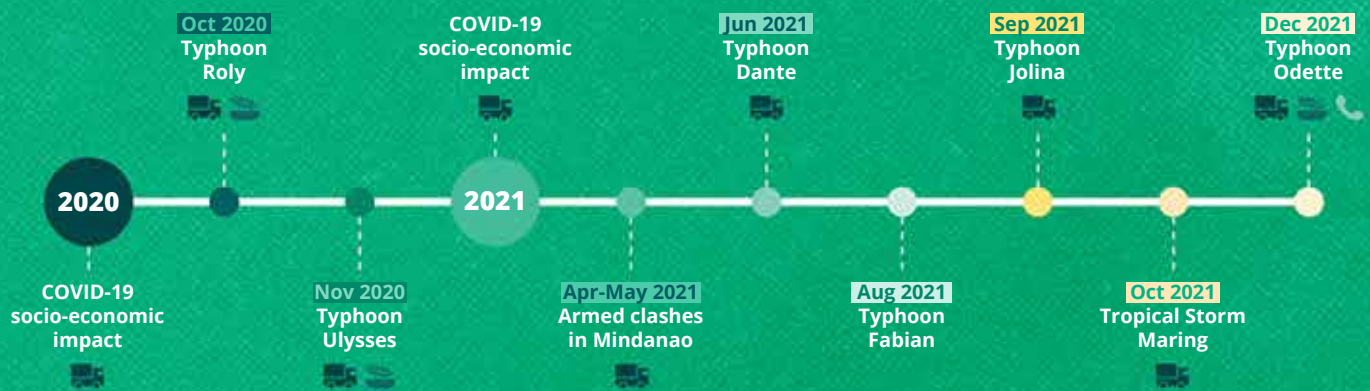 Oct 2020
Typhoon
Roly
COVID-19
socio-economic
impact
Jun 2021
Typhoon
Dante
Sep 2021
Typhoon
Jolina
Dec 2021
Typhoon
Odette
2020
2021
COVID-19
socio-economic
impact
Nov 2020
Typhoon
Ulysses
Apr-May 2021
Armed clashes
in Mindanao
Aug 2021
Typhoon
Fabian
Oct 2021
Tropical Storm
Maring